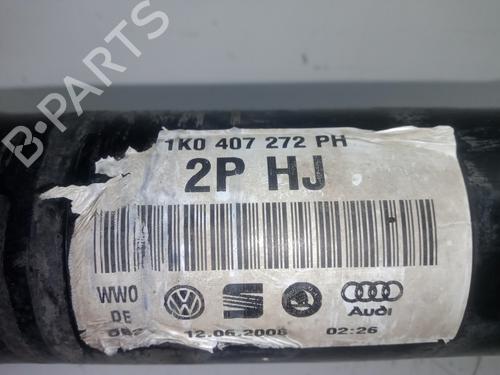 B-PARTS
1K0 407 272 PH
2P HJ
WWO
DE
Audi
12.06.2008 02:26